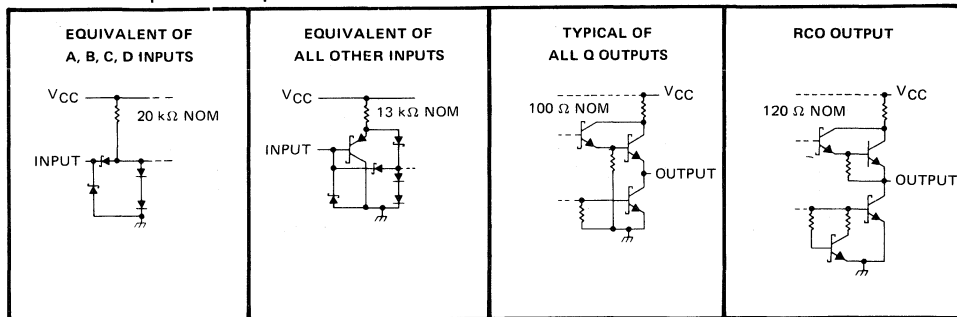 EQUIVALENT OF
A, B, C, D INPUTS
VCC
20 kΩ NOM
INPUT
EQUIVALENT OF
ALL OTHER INPUTS
VCC
13 kΩ NOM
INPUT
TYPICAL OF
ALL Q OUTPUTS
VCC
100 Ω NOM
OUTPUT
RCO OUTPUT
VCC
120 Ω NOM
OUTPUT